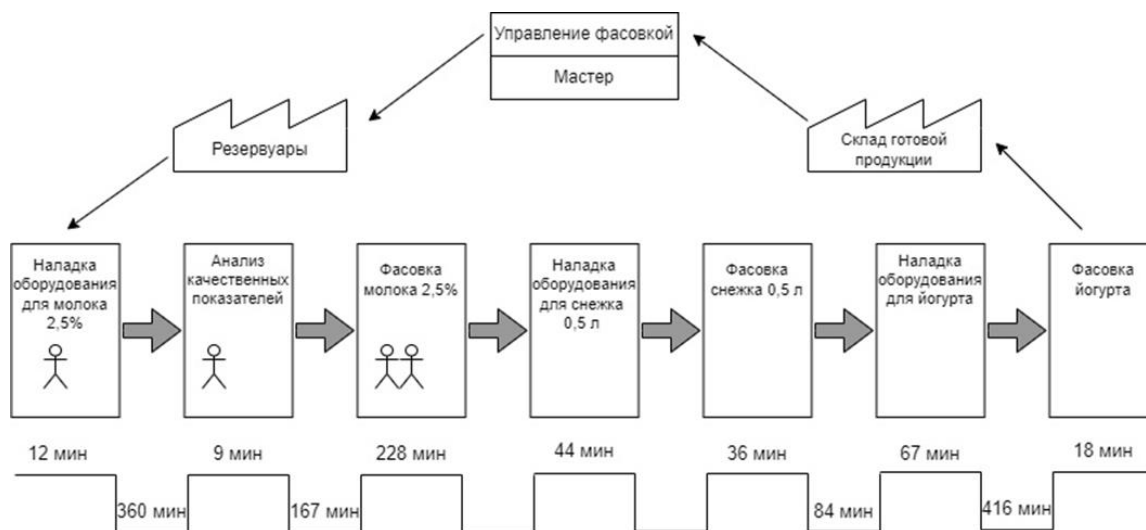 Управление фасовкой
Мастер
Резервуары
Склад готовой
продукции
Наладка
оборудования
для молока
2,5%
Анализ
качественных
показателей
Фасовка
молока 2,5%
Наладка
оборудования
для снежка
0,5 л
Фасовка
снежка 0,5 л
Наладка
оборудования
для йогурта
Фасовка
йогурта
12 мин
9 мин
228 мин
44 мин
36 мин
67 мин
18 мин
360 мин
167 мин
84 мин
416 мин